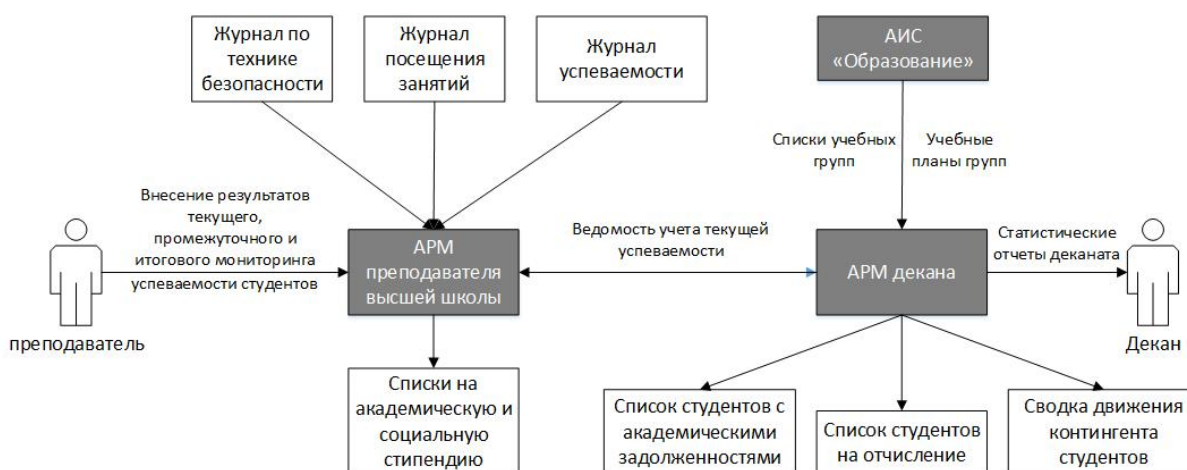 Журнал по
технике
безопасности
Журнал
посещения
занятий
Журнал
успеваемости
АИС
«Образование»
Списки учебных
групп
Учебные
планы групп
Внесение результатов
текущего,
промежуточного и
итогового мониторинга
успеваемости студентов
преподаватель
АРМ
преподавателя
высшей школы
Ведомость учета текущей
успеваемости
АРМ декана
Статистические
отчеты деканата
Декан
Списки на
академическую и
социальную
стипендию
Список студентов с
академическими
задолженностями
Список студентов
на отчисление
Сводка движения
контингента
студентов